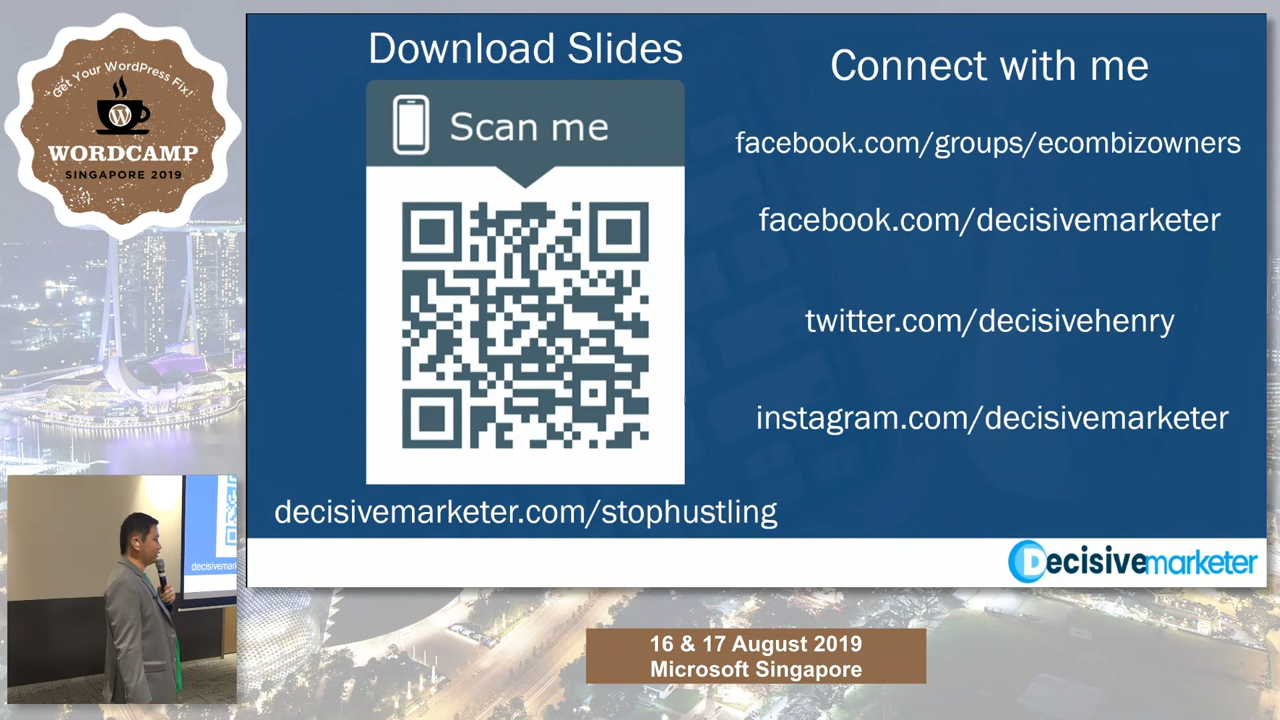 Get Your WordPress Fix!
WORDCAMP
SINGAPORE 2019
Download Slides
Scan me
decisivemarketer.com/stophustling
Connect with me
facebook.com/groups/ecombizowners
facebook.com/decisivemarketer
twitter.com/decisivehenry
instagram.com/decisivemarketer
Decisivemarketer
decisivemar
16 & 17 August 2019
Microsoft Singapore